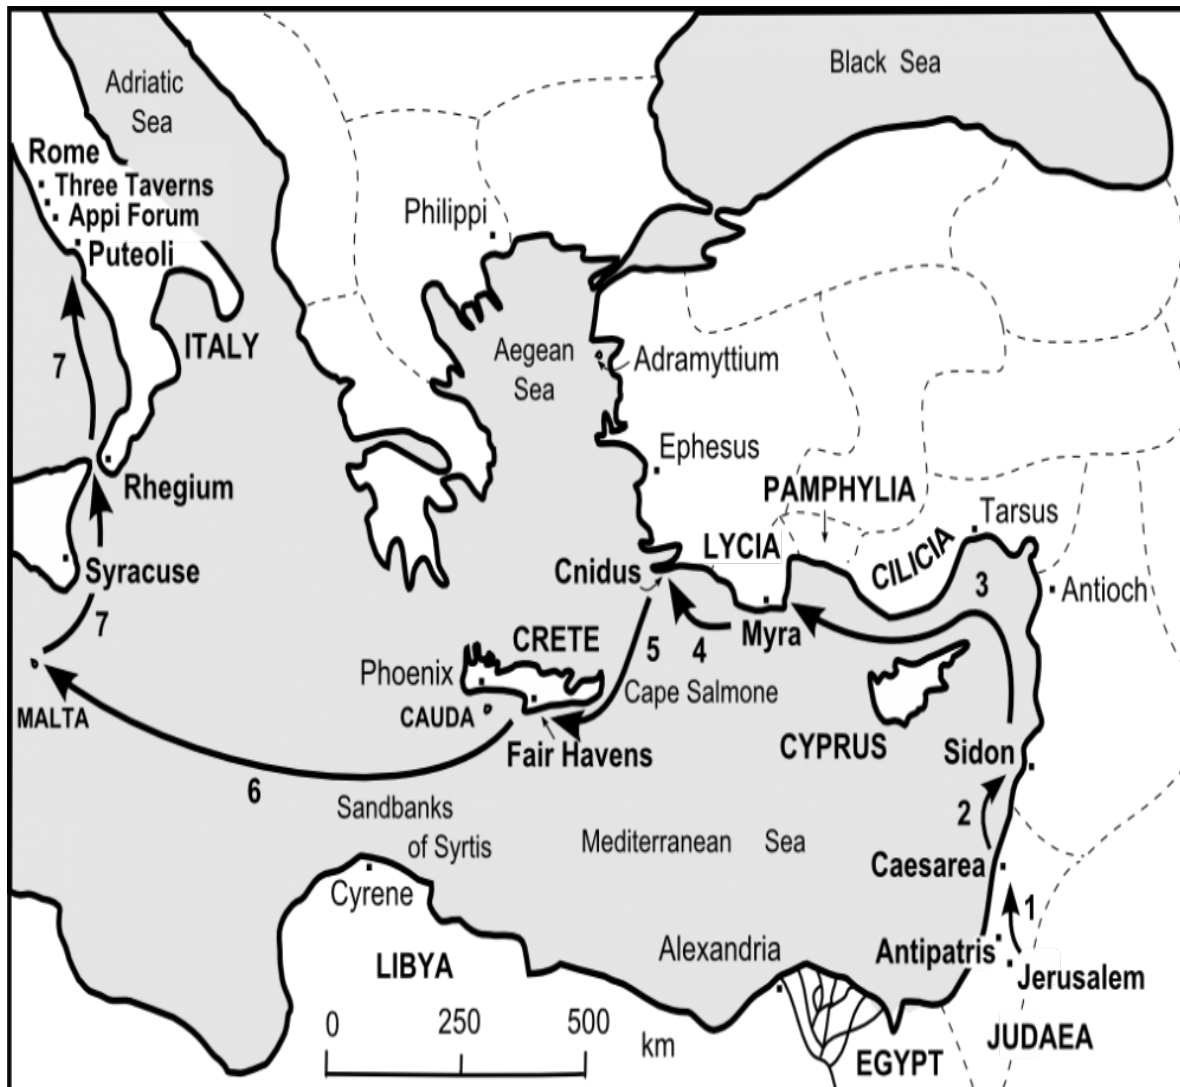 Black Sea
Adriatic
Sea
Rome
Three Taverns
Appi Forum
Puteoli
Philippi
ITALY
7
Aegean
Sea
Adramyttium
Ephesus
Rhegium
PAMPHYLIA
Tarsus
LYCIA
CILICIA
Syracuse
Cnidus
3
Antioch
7
CRETE
5
4
Myra
Phoenix
Cape Salmone
MALTA
CAUDA
Fair Havens
CYPRUS
Sidon
6
Sandbanks
of Syrtis
Mediterranean Sea
2
Caesarea
Cyrene
1
Alexandria
Antipatris
LIBYA
Jerusalem
0 250 500
km
JUDAEA
EGYPT